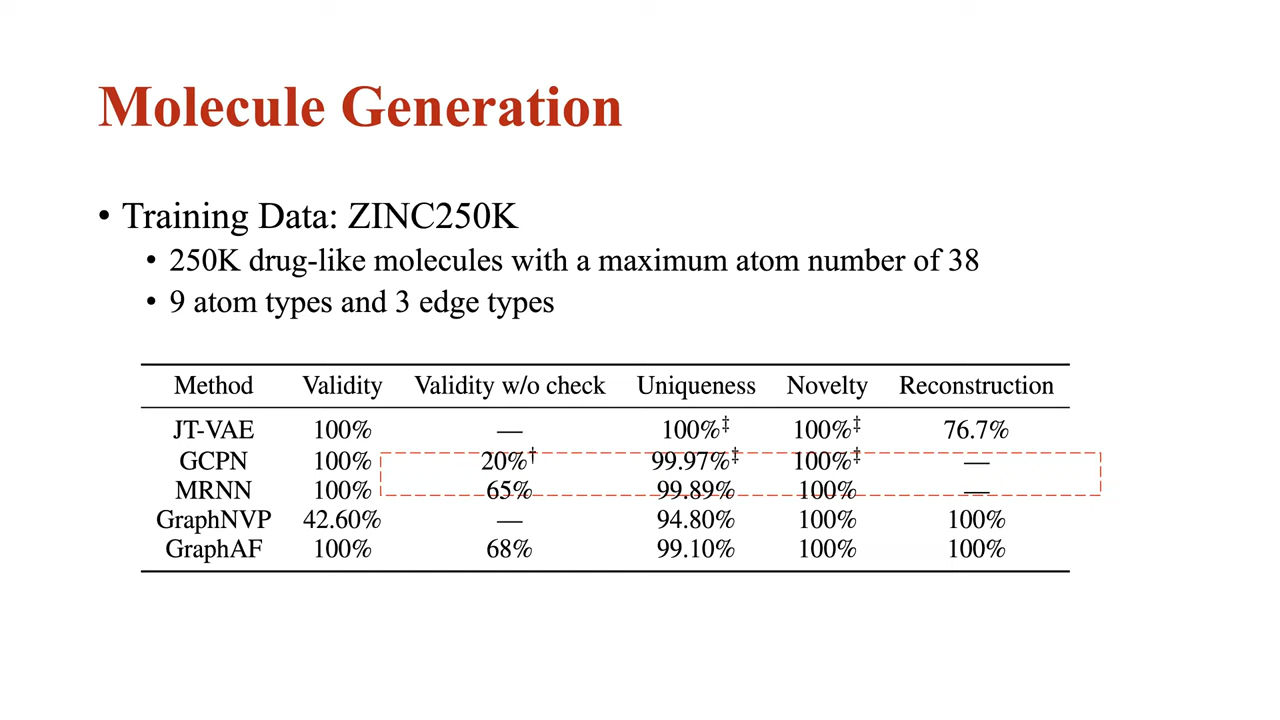 Molecule Generation
• Training Data: ZINC250K
• 250K drug-like molecules with a maximum atom number of 38
• 9 atom types and 3 edge types
Method Validity Validity w/o check Uniqueness Novelty Reconstruction
JT-VAE 100% — 100%‡ 100%‡ 76.7%
GCPN 100% 20%† 99.97%‡ 100%‡ —
MRNN 100% 65% 99.89% 100% —
GraphNVP 42.60% — 94.80% 100% 100%
GraphAF 100% 68% 99.10% 100% 100%